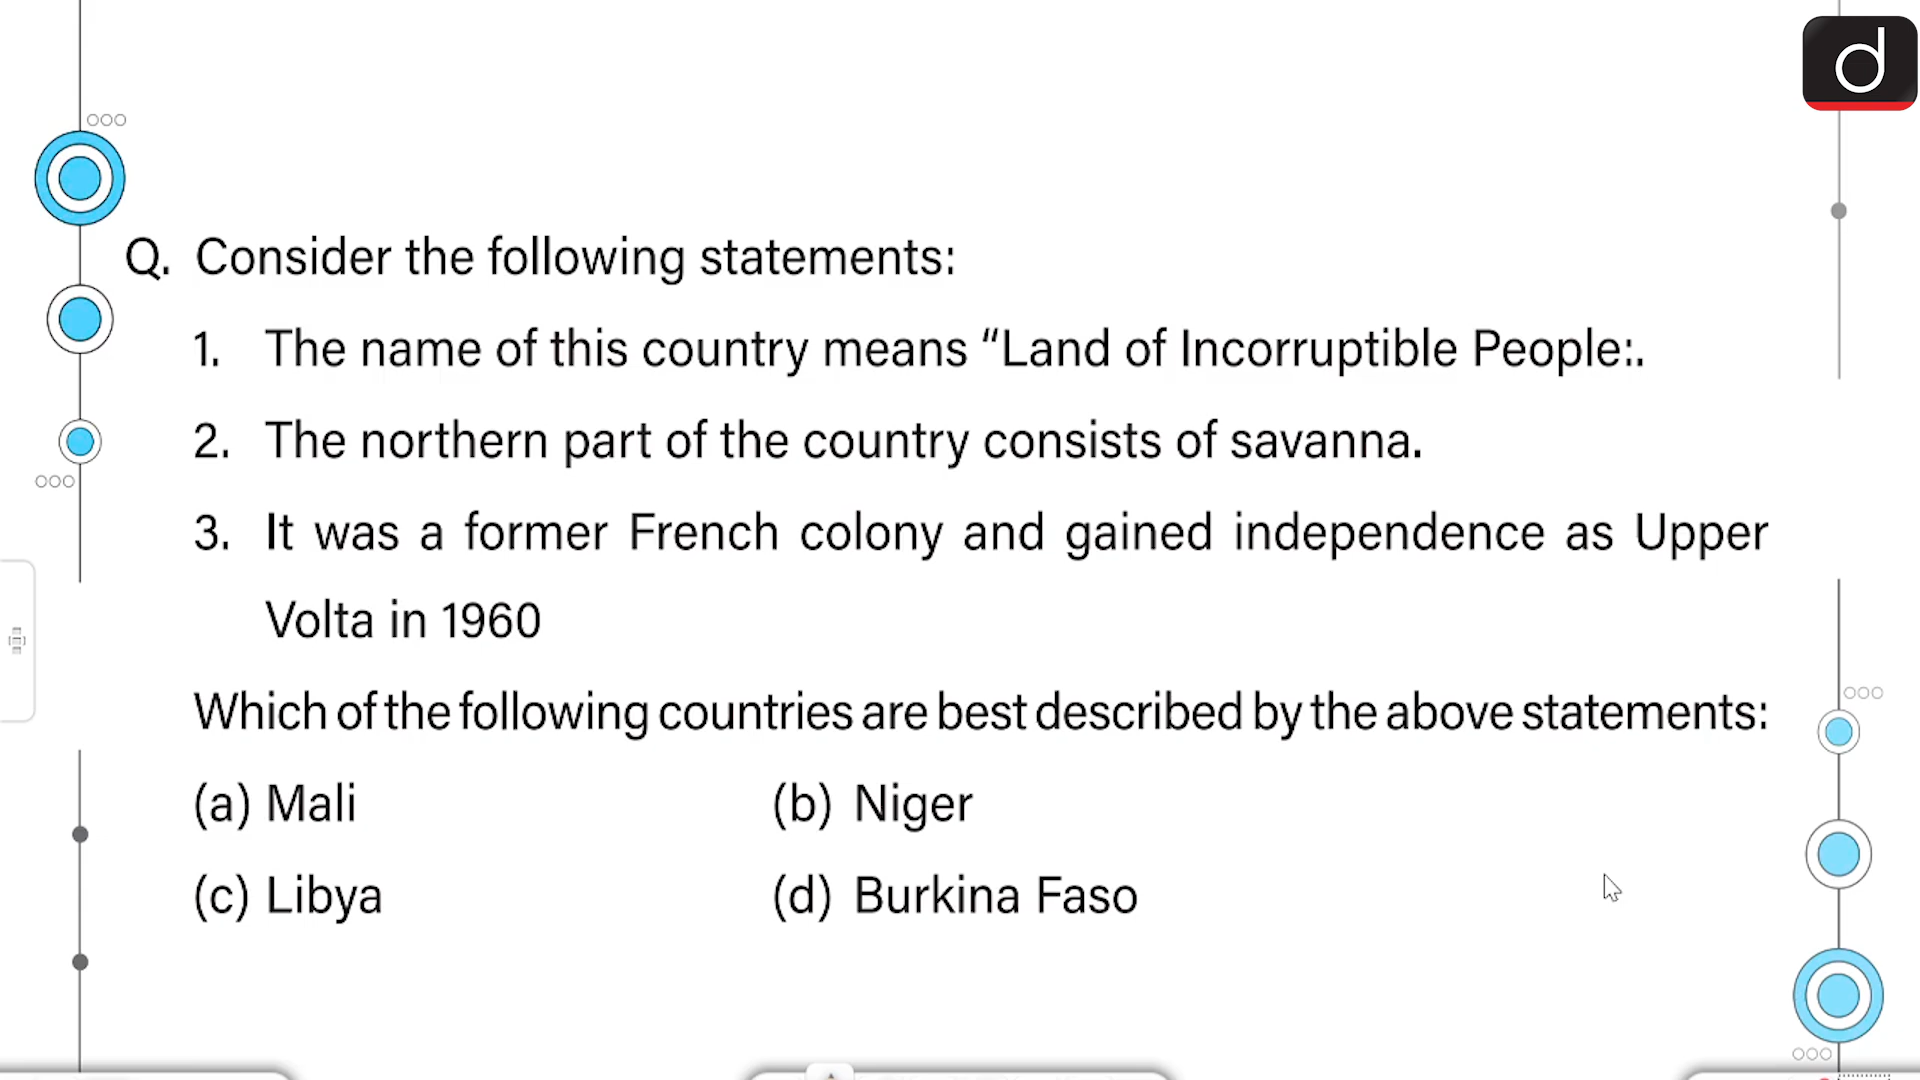 d
Q. Consider the following statements:
1. The name of this country means “Land of Incorruptible People:.
2. The northern part of the country consists of savanna.
3. It was a former French colony and gained independence as Upper
Volta in 1960
Which of the following countries are best described by the above statements:
(a) Mali (b) Niger
(c) Libya (d) Burkina Faso